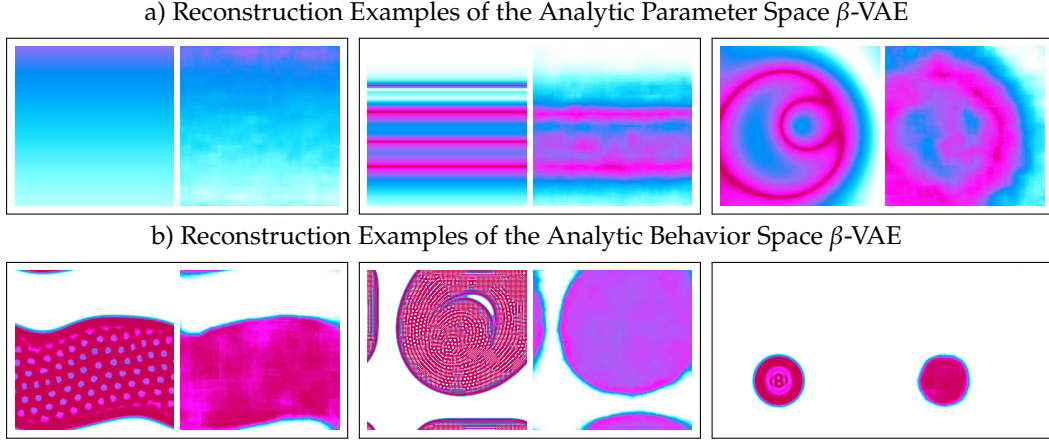 a) Reconstruction Examples of the Analytic Parameter Space β-VAE
b) Reconstruction Examples of the Analytic Behavior Space β-VAE